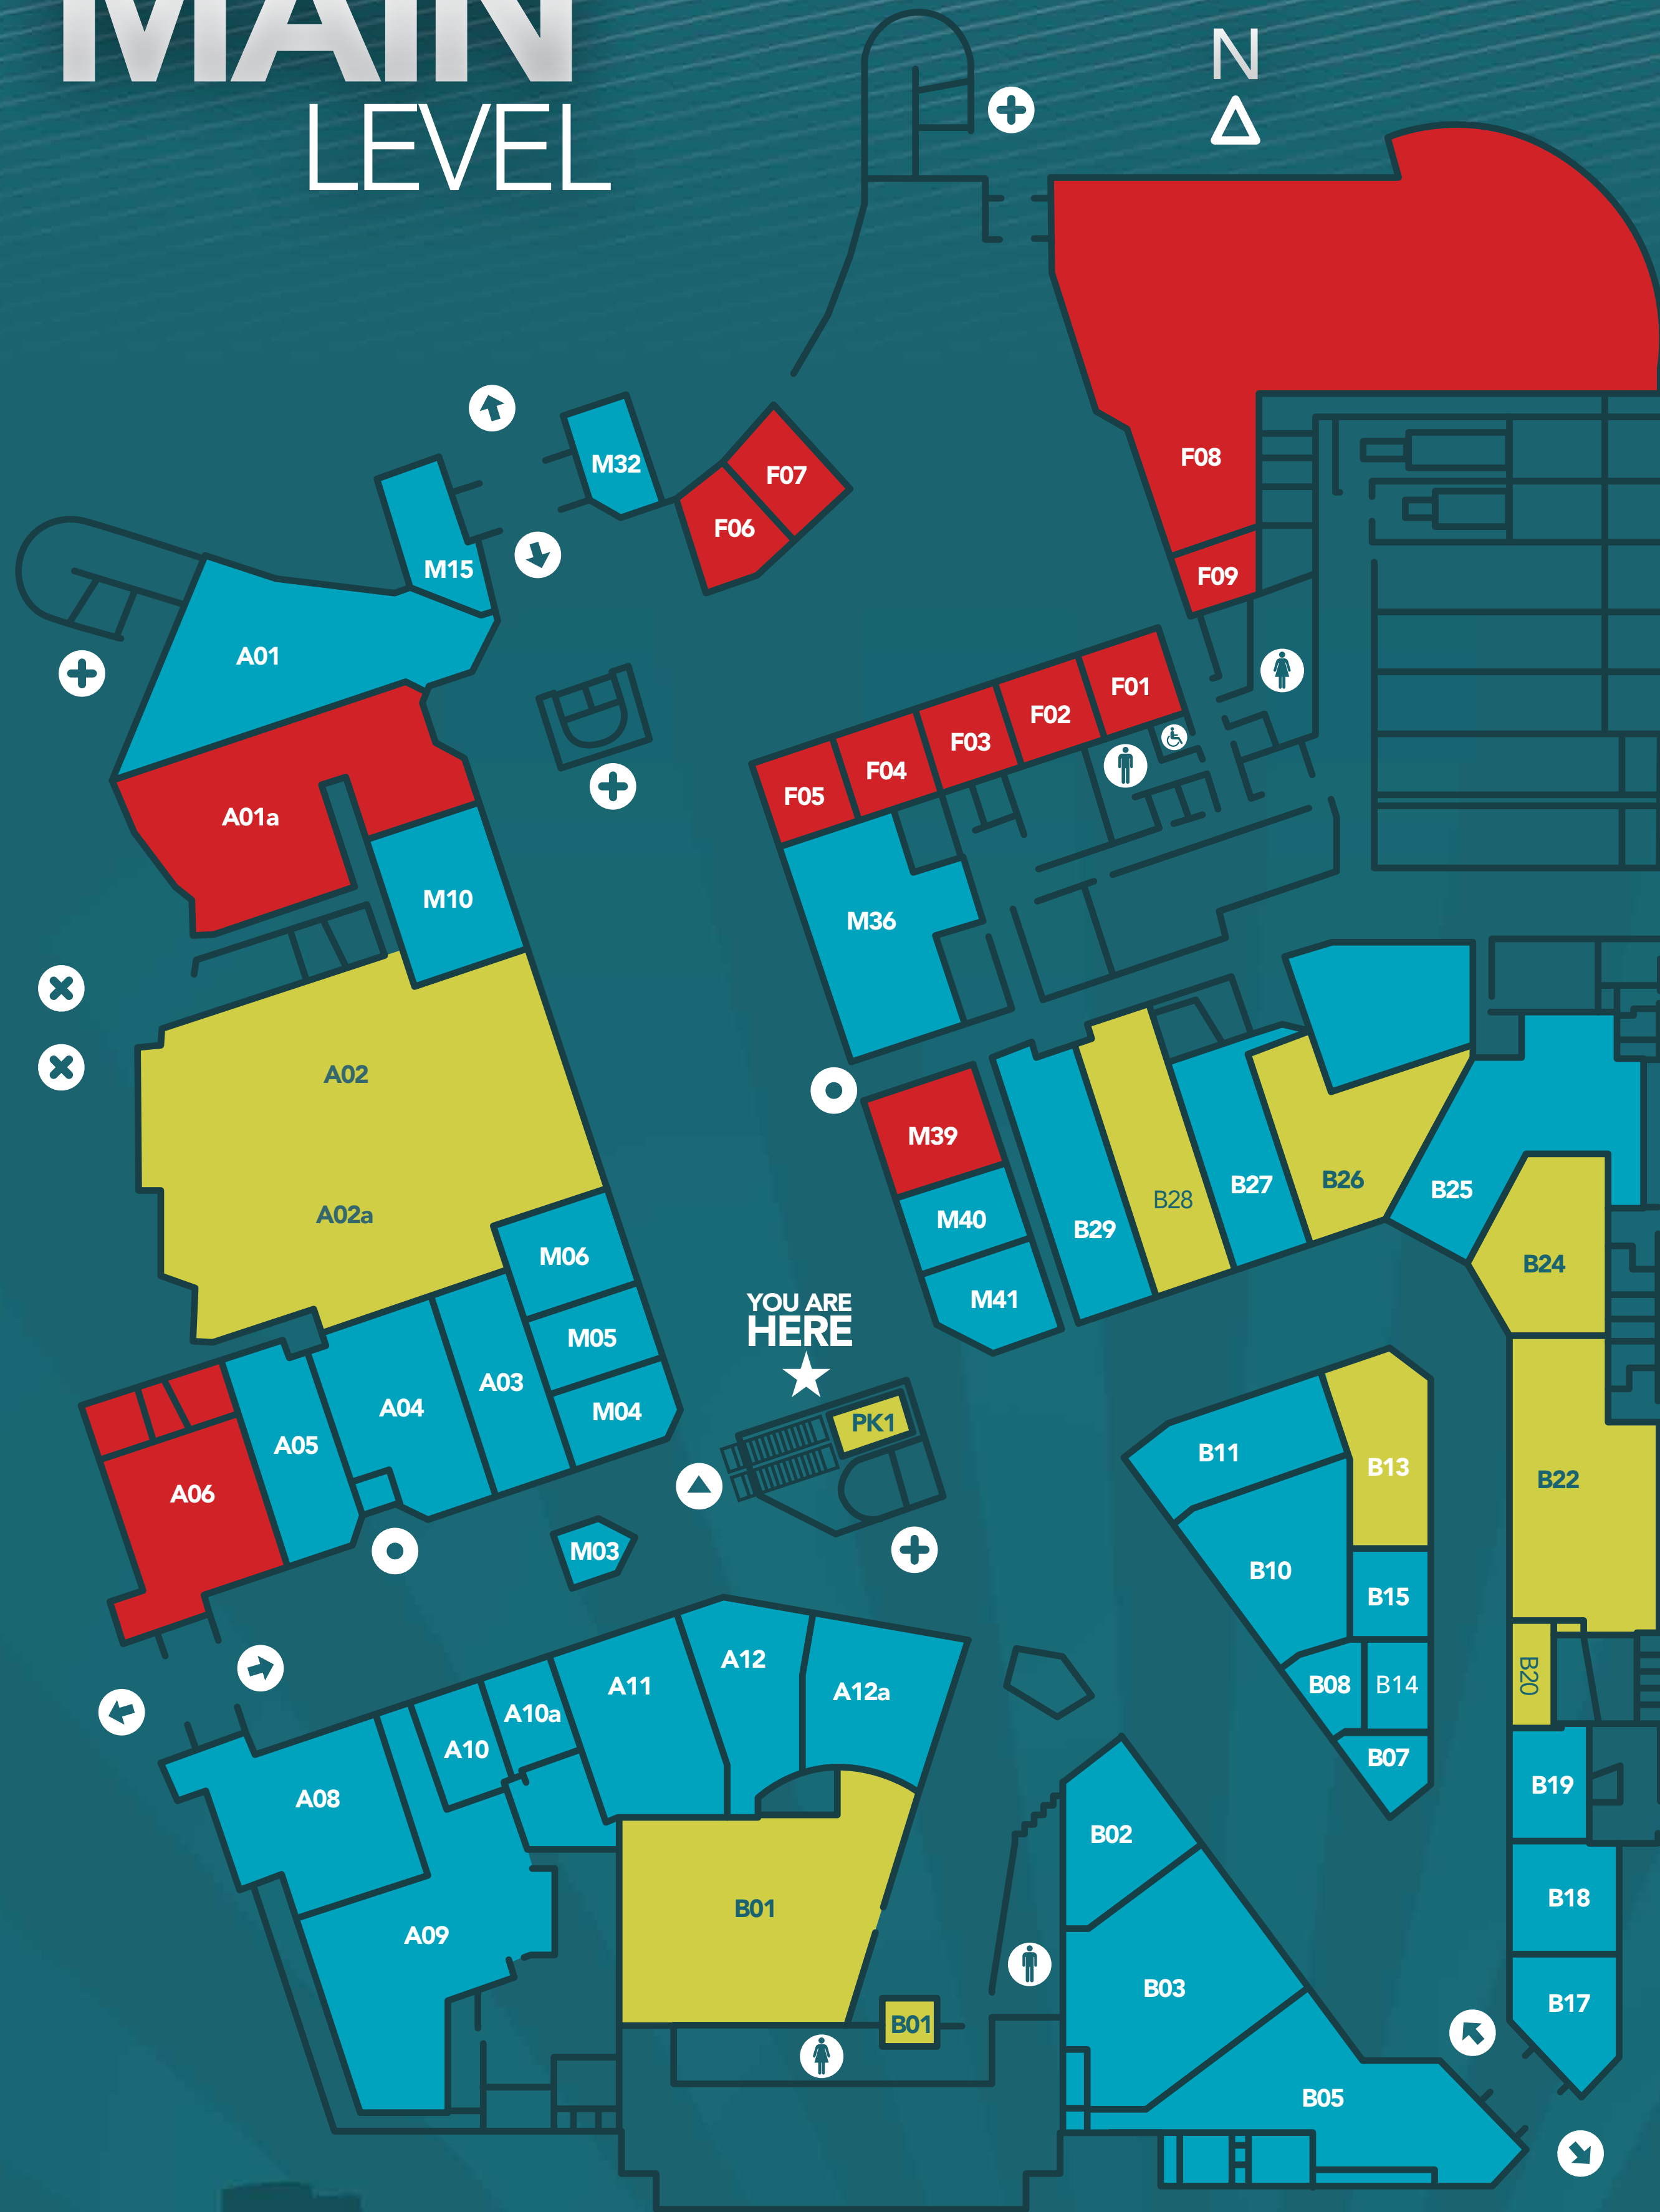 MAIN
LEVEL
N
F08
M32
F07
F06
M15
F09
A01
F01
F02
F03
F04
F05
A01a
M10
M36
A02
M39
A02a
M40
B29
B28
B27
B26
B25
B24
M06
M05
M41
YOU ARE
HERE
A03
A04
M04
A05
PK1
B11
B13
B22
A06
M03
B10
B15
A12
A11
A12a
A10a
A10
B08
B14
B20
B07
A08
B19
B02
B01
B18
A09
B03
B17
B01
B05